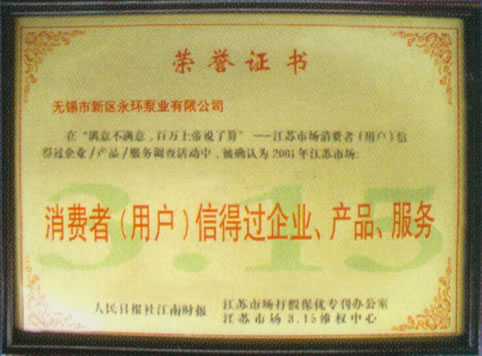 荣誉证书
无锡市新区永环泵业有限公司
在“满意不满意，百万上帝说了算”——江苏市场消费者（用户）信
得过企业/产品/服务调查活动中，被确认为2001年江苏市场：
消费者（用户）信得过企业、产品、服务
3.15
人民日报社江南时报
江苏市场打假保优专刊办公室
江苏市场3.15维权中心